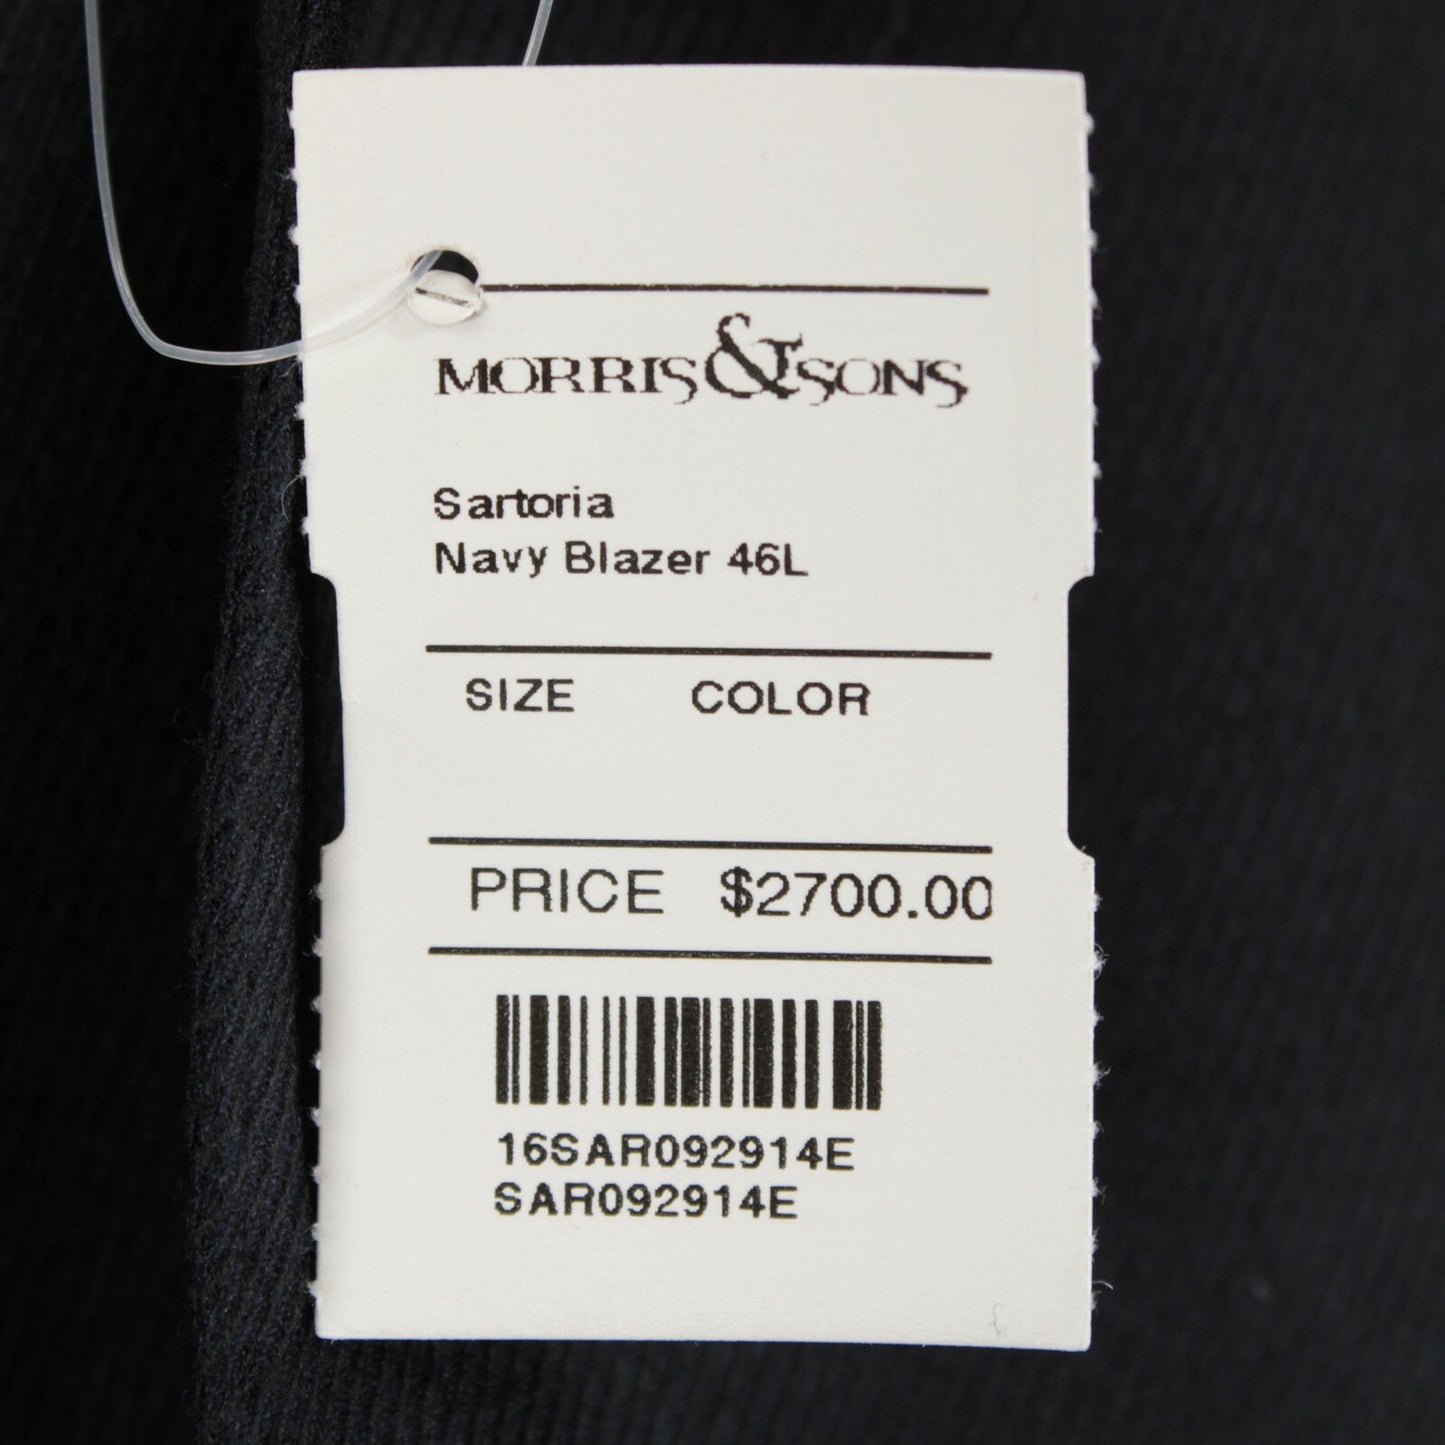 MORRIS & SONS
Sartoria
Navy Blazer 46L
SIZE COLOR
PRICE $2700.00
16SAR092914E
SAR092914E